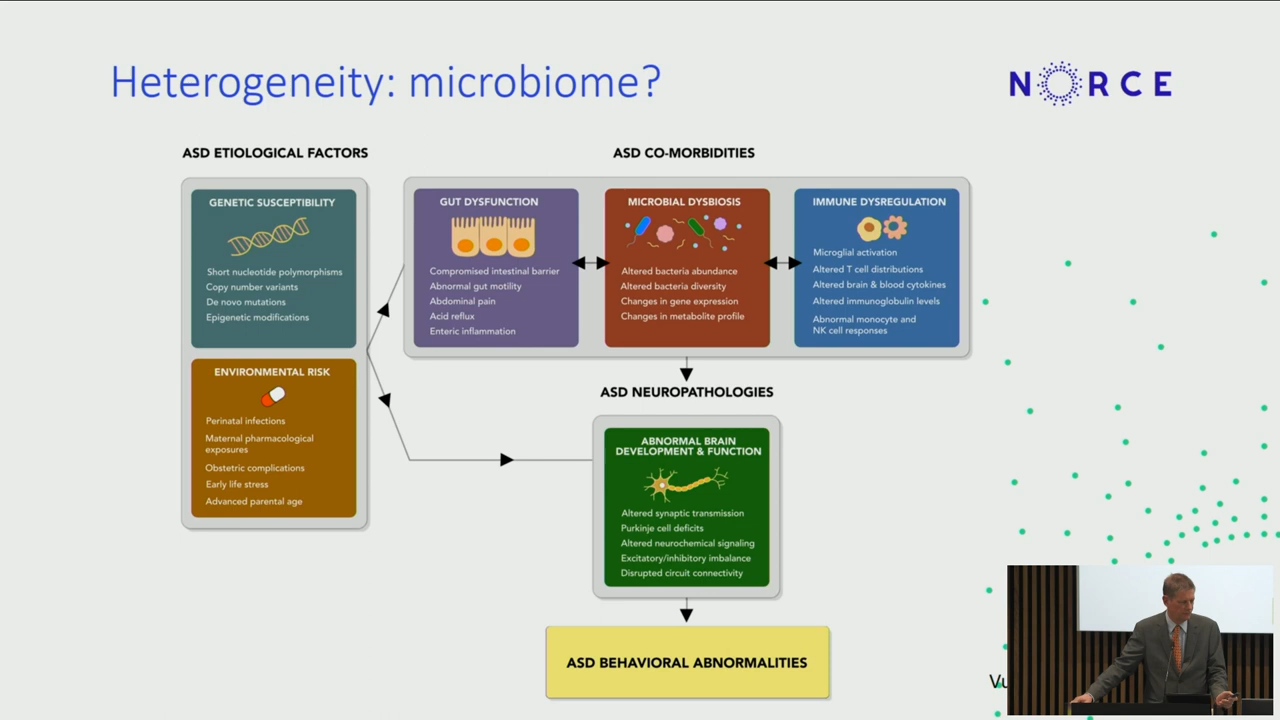 Heterogeneity: microbiome?
NORCE
ASD ETIOLOGICAL FACTORS
GENETIC SUSCEPTIBILITY
Short nucleotide polymorphisms
Copy number variants
De novo mutations
Epigenetic modifications
ENVIRONMENTAL RISK
Perinatal infections
Maternal pharmacological
exposures
Obstetric complications
Early life stress
Advanced parental age
ASD CO-MORBIDITIES
GUT DYSFUNCTION
Compromised intestinal barrier
Abnormal gut motility
Abdominal pain
Acid reflux
Enteric inflammation
MICROBIAL DYSBIOSIS
Altered bacteria abundance
Altered bacteria diversity
Changes in gene expression
Changes in metabolite profile
IMMUNE DYSREGULATION
Microglial activation
Altered T cell distributions
Altered brain & blood cytokines
Altered immunoglobulin levels
Abnormal monocyte and
NK cell responses
ASD NEUROPATHOLOGIES
ABNORMAL BRAIN
DEVELOPMENT & FUNCTION
Altered synaptic transmission
Purkinje cell deficits
Altered neurochemical signaling
Excitatory/inhibitory imbalance
Disrupted circuit connectivity
ASD BEHAVIORAL ABNORMALITIES